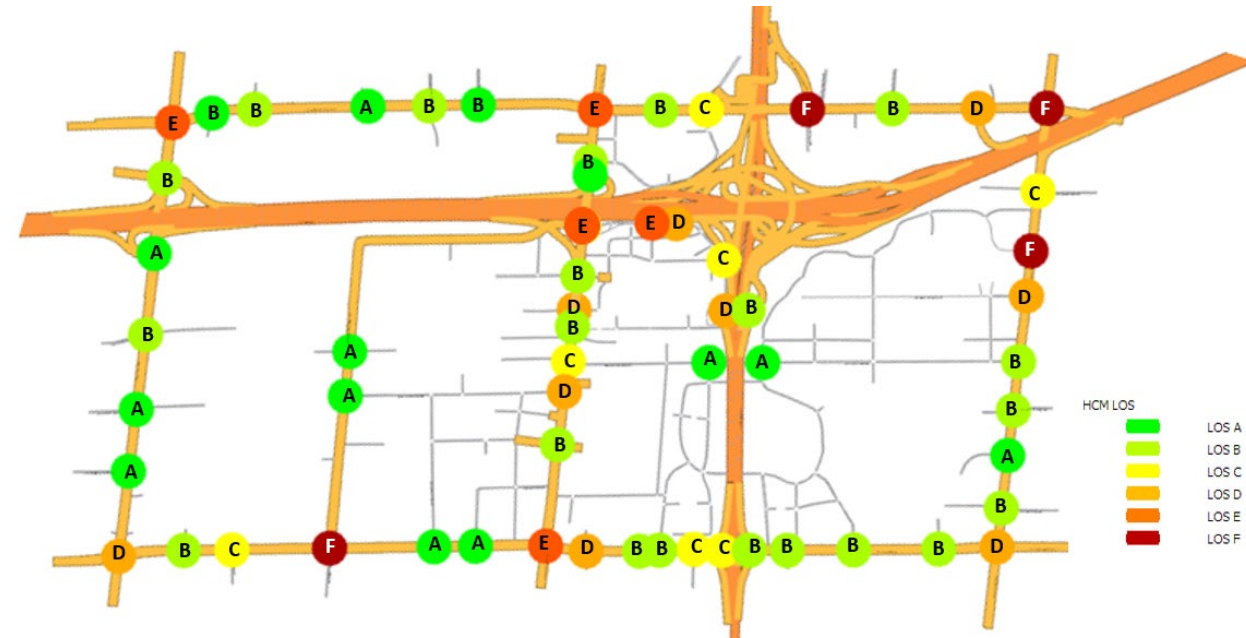 E B B A B B E B C F B D F
B B
C
E E D F
A C
B D
D D B
B B
B
C A A B
A
A D B
A
B A
A
B
D B C F A A E D B B C C B B B B D
HCM LOS
LOS A
LOS B
LOS C
LOS D
LOS E
LOS F